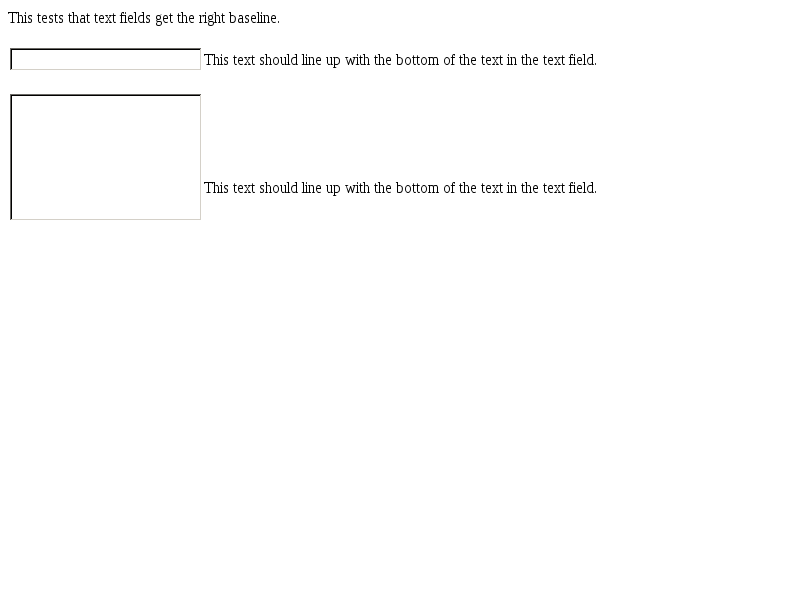 This tests that text fields get the right baseline.
This text should line up with the bottom of the text in the text field.
This text should line up with the bottom of the text in the text field.